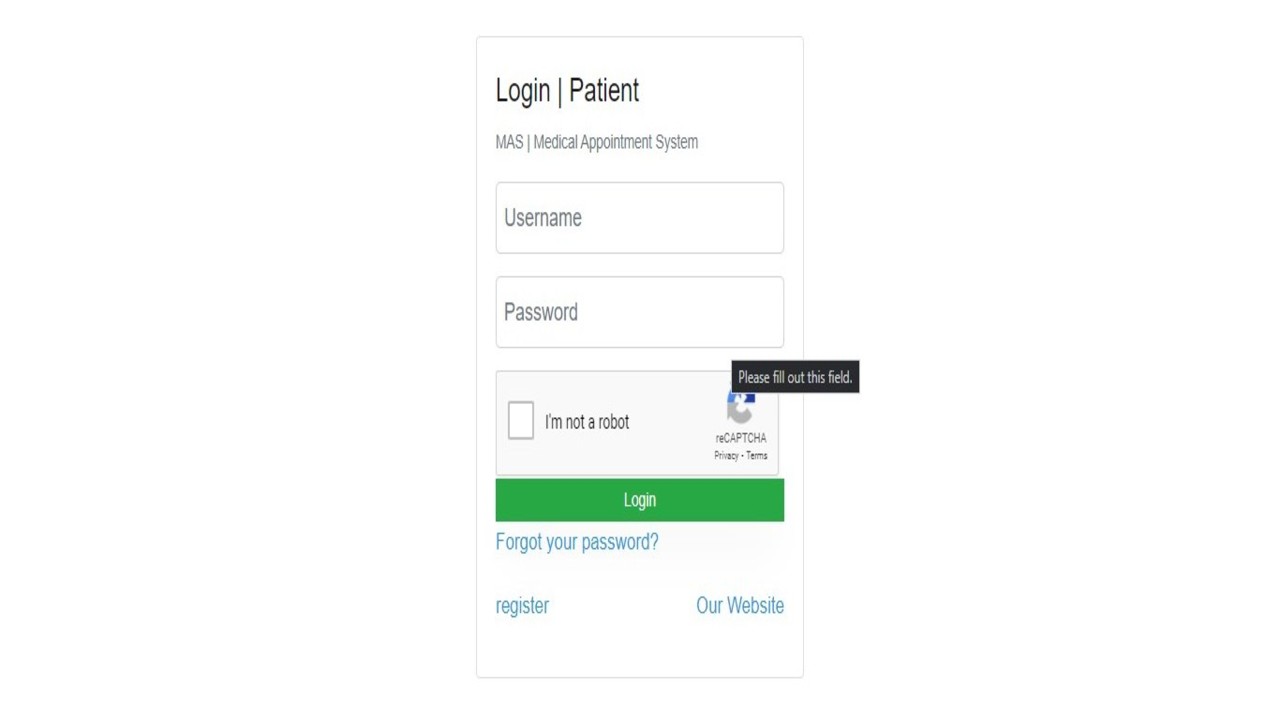 Login | Patient
MAS | Medical Appointment System
Username
Password
Please fill out this field.
I'm not a robot
reCAPTCHA
Privacy - Terms
Login
Forgot your password?
register Our Website